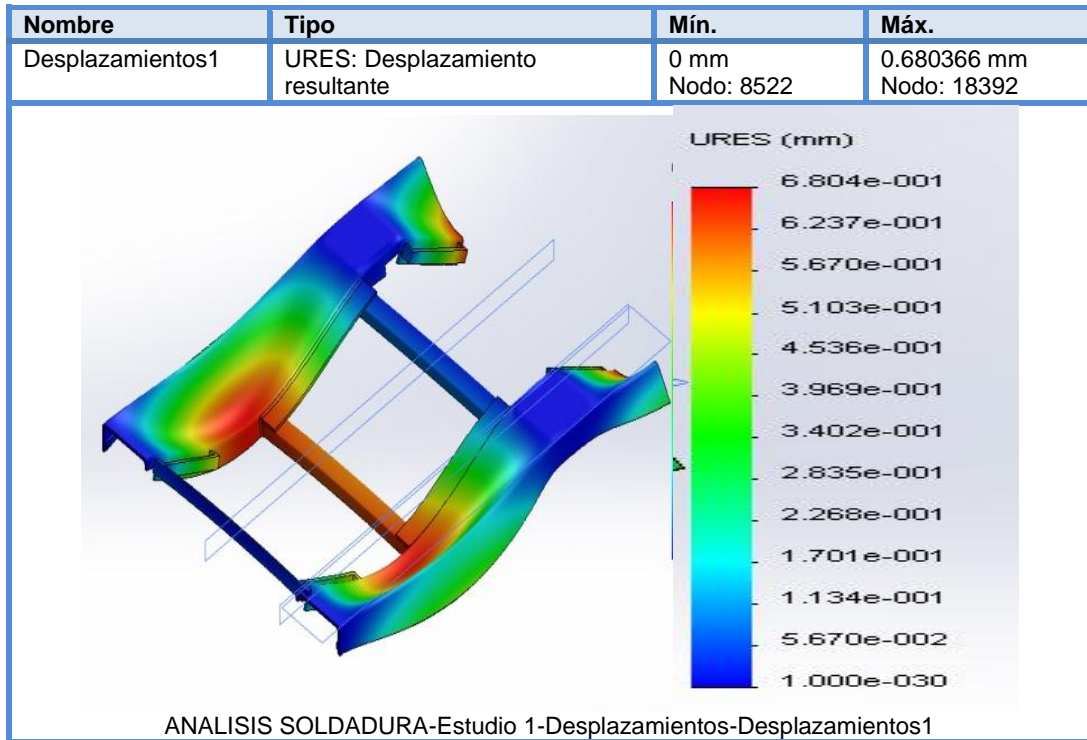 Nombre Tipo Mín. Máx.
Desplazamientos1 URES: Desplazamiento resultante 0 mm Nodo: 8522 0.680366 mm Nodo: 18392
URES (mm)
6.804e-001
6.237e-001
5.670e-001
5.103e-001
4.536e-001
3.969e-001
3.402e-001
2.835e-001
2.268e-001
1.701e-001
1.134e-001
5.670e-002
1.000e-030
ANALISIS SOLDADURA-Estudio 1-Desplazamientos-Desplazamientos1